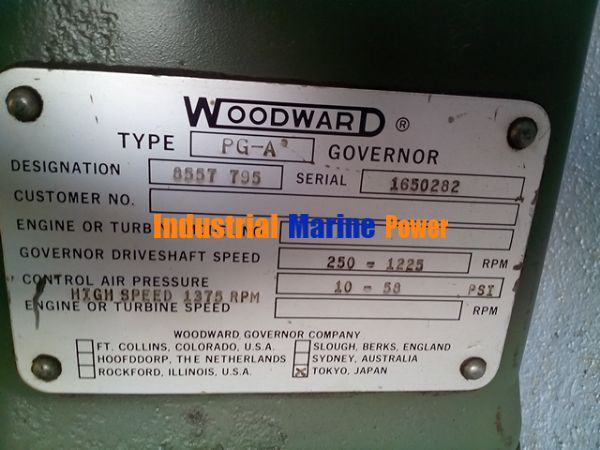 WOODWARD ®
TYPE PG-A GOVERNOR
DESIGNATION 8557 795 SERIAL 1650282
CUSTOMER NO.
ENGINE OR TURB
Industrial Marine Power
GOVERNOR DRIVESHAFT SPEED 250 - 1225 RPM
CONTROL AIR PRESSURE 10 - 58 PSI
HIGH SPEED 1375 RPM
ENGINE OR TURBINE SPEED RPM
WOODWARD GOVERNOR COMPANY
FT. COLLINS, COLORADO, U.S.A. SLOUGH, BERKS, ENGLAND
HOOFDDORP, THE NETHERLANDS SYDNEY, AUSTRALIA
ROCKFORD, ILLINOIS, U.S.A. TOKYO, JAPAN